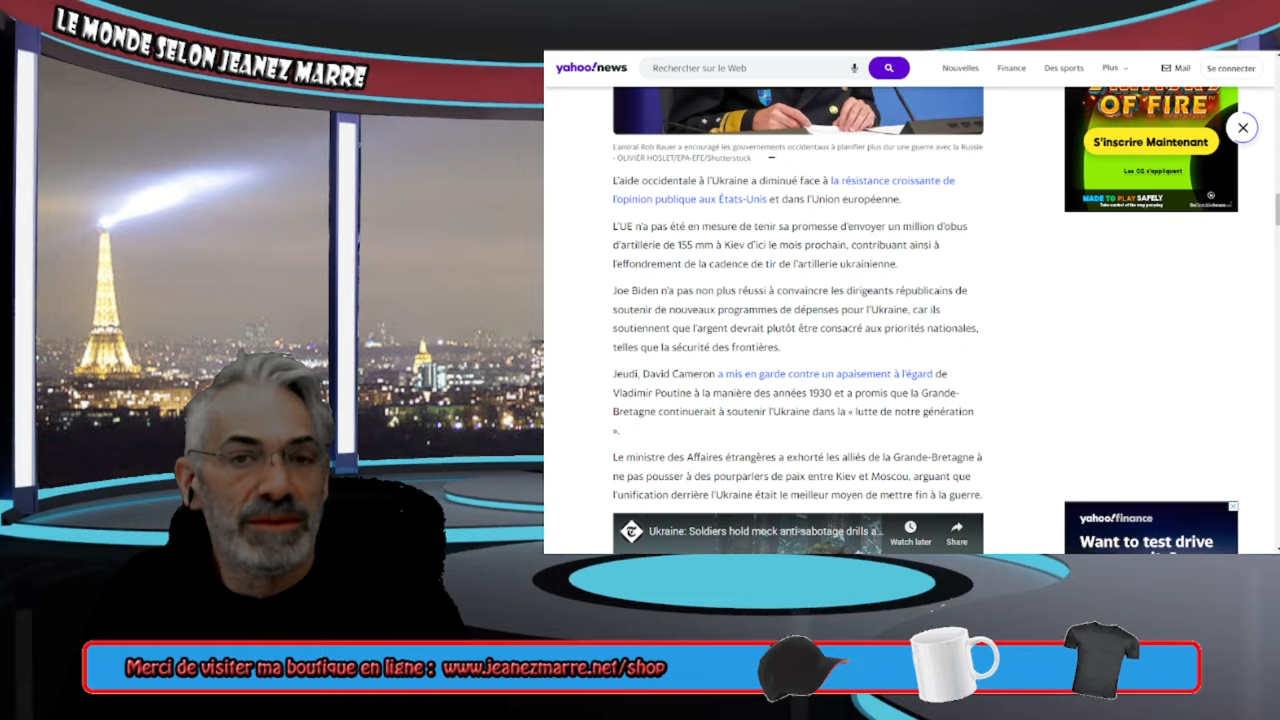 LE MONDE SELON JEANEZ MARRE
yahoo!news
Rechercher sur le Web
Nouvelles
Finance
Des sports
Plus
Mail
Se connecter
OF FIRE
S'inscrire Maintenant
Les CG s'appliquent
MADE TO PLAY SAFELY
L'amiral Rob Bauer a encouragé les gouvernements occidentaux à planifier plus dur une guerre avec la Russie
- OLIVIER HOSLET/EPA-EFE/Shutterstock
L'aide occidentale à l'Ukraine a diminué face à la résistance croissante de
l'opinion publique aux États-Unis et dans l'Union européenne.
L'UE n'a pas été en mesure de tenir sa promesse d'envoyer un million d'obus
d'artillerie de 155 mm à Kiev d'ici le mois prochain, contribuant ainsi à
l'effondrement de la cadence de tir de l'artillerie ukrainienne.
Joe Biden n'a pas non plus réussi à convaincre les dirigeants républicains de
soutenir de nouveaux programmes de dépenses pour l'Ukraine, car ils
soutiennent que l'argent devrait plutôt être consacré aux priorités nationales,
telles que la sécurité des frontières.
Jeudi, David Cameron a mis en garde contre un apaisement à l'égard de
Vladimir Poutine à la manière des années 1930 et a promis que la Grande-
Bretagne continuerait à soutenir l'Ukraine dans la « lutte de notre génération
».
Le ministre des Affaires étrangères a exhorté les alliés de la Grande-Bretagne à
ne pas pousser à des pourparlers de paix entre Kiev et Moscou, arguant que
l'unification derrière l'Ukraine était le meilleur moyen de mettre fin à la guerre.
Ukraine: Soldiers hold mock anti-sabotage drills a...
Watch later
Share
yahoo!finance
Want to test drive
Merci de visiter ma boutique en ligne : www.jeanezmarre.net/shop